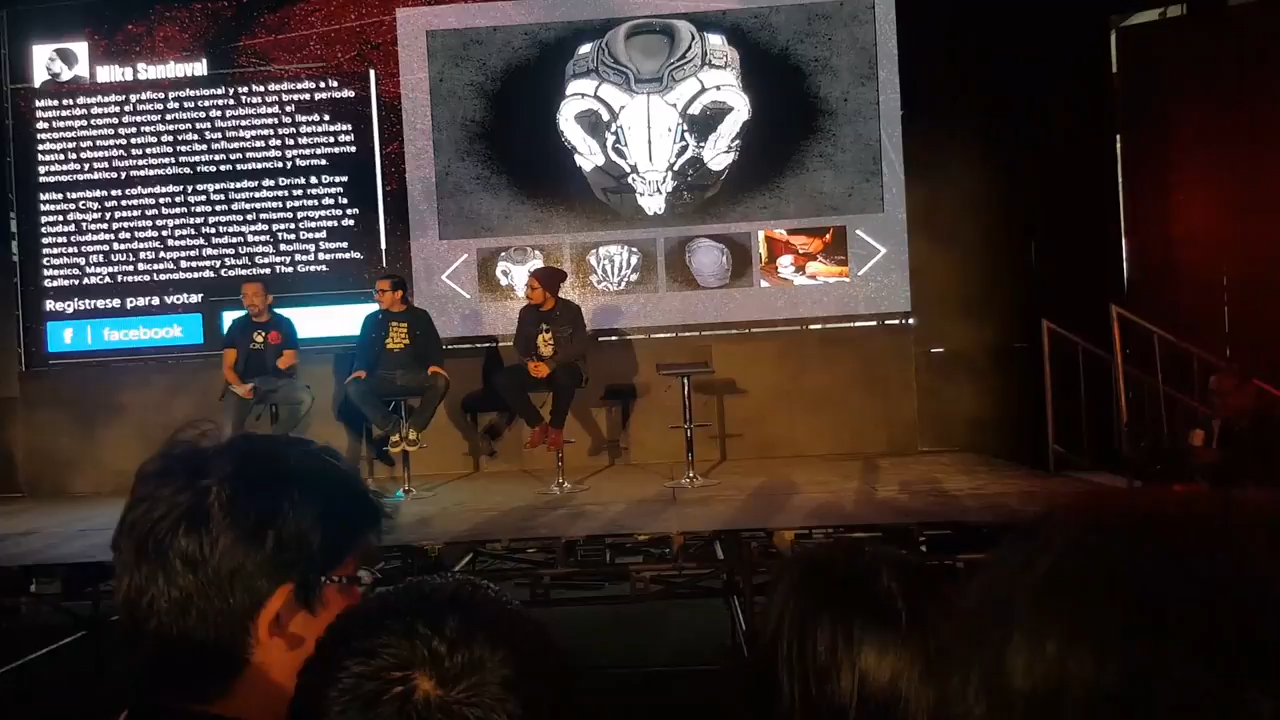 Mike Sandoval
Mike es diseñador gráfico profesional y se ha dedicado a la
ilustración desde el inicio de su carrera. Tras un breve periodo
de tiempo como director artístico de publicidad, el
reconocimiento que recibieron sus ilustraciones lo llevó a
adoptar un nuevo estilo de vida. Sus imágenes son detalladas
hasta la obsesión, su estilo recibe influencias de la técnica del
grabado y sus ilustraciones muestran un mundo generalmente
monocromático y melancólico, rico en sustancia y forma.
Mike también es cofundador y organizador de Drink & Draw
Mexico City, un evento en el que los ilustradores se reúnen
para dibujar y pasar un buen rato en diferentes partes de la
ciudad. Tiene previsto organizar pronto el mismo proyecto en
otras ciudades de todo el país. Ha trabajado para clientes de
marcas como Bandastic, Reebok, Indian Beer, The Dead
Clothing (EE. UU.), RSI Apparel (Reino Unido), Rolling Stone
Mexico, Magazine Bicaalú, Brewery Skull, Gallery Red Bermelo,
Gallery ARCA, Fresco Longboards, Collective The Greys.
Regístrese para votar
f | facebook